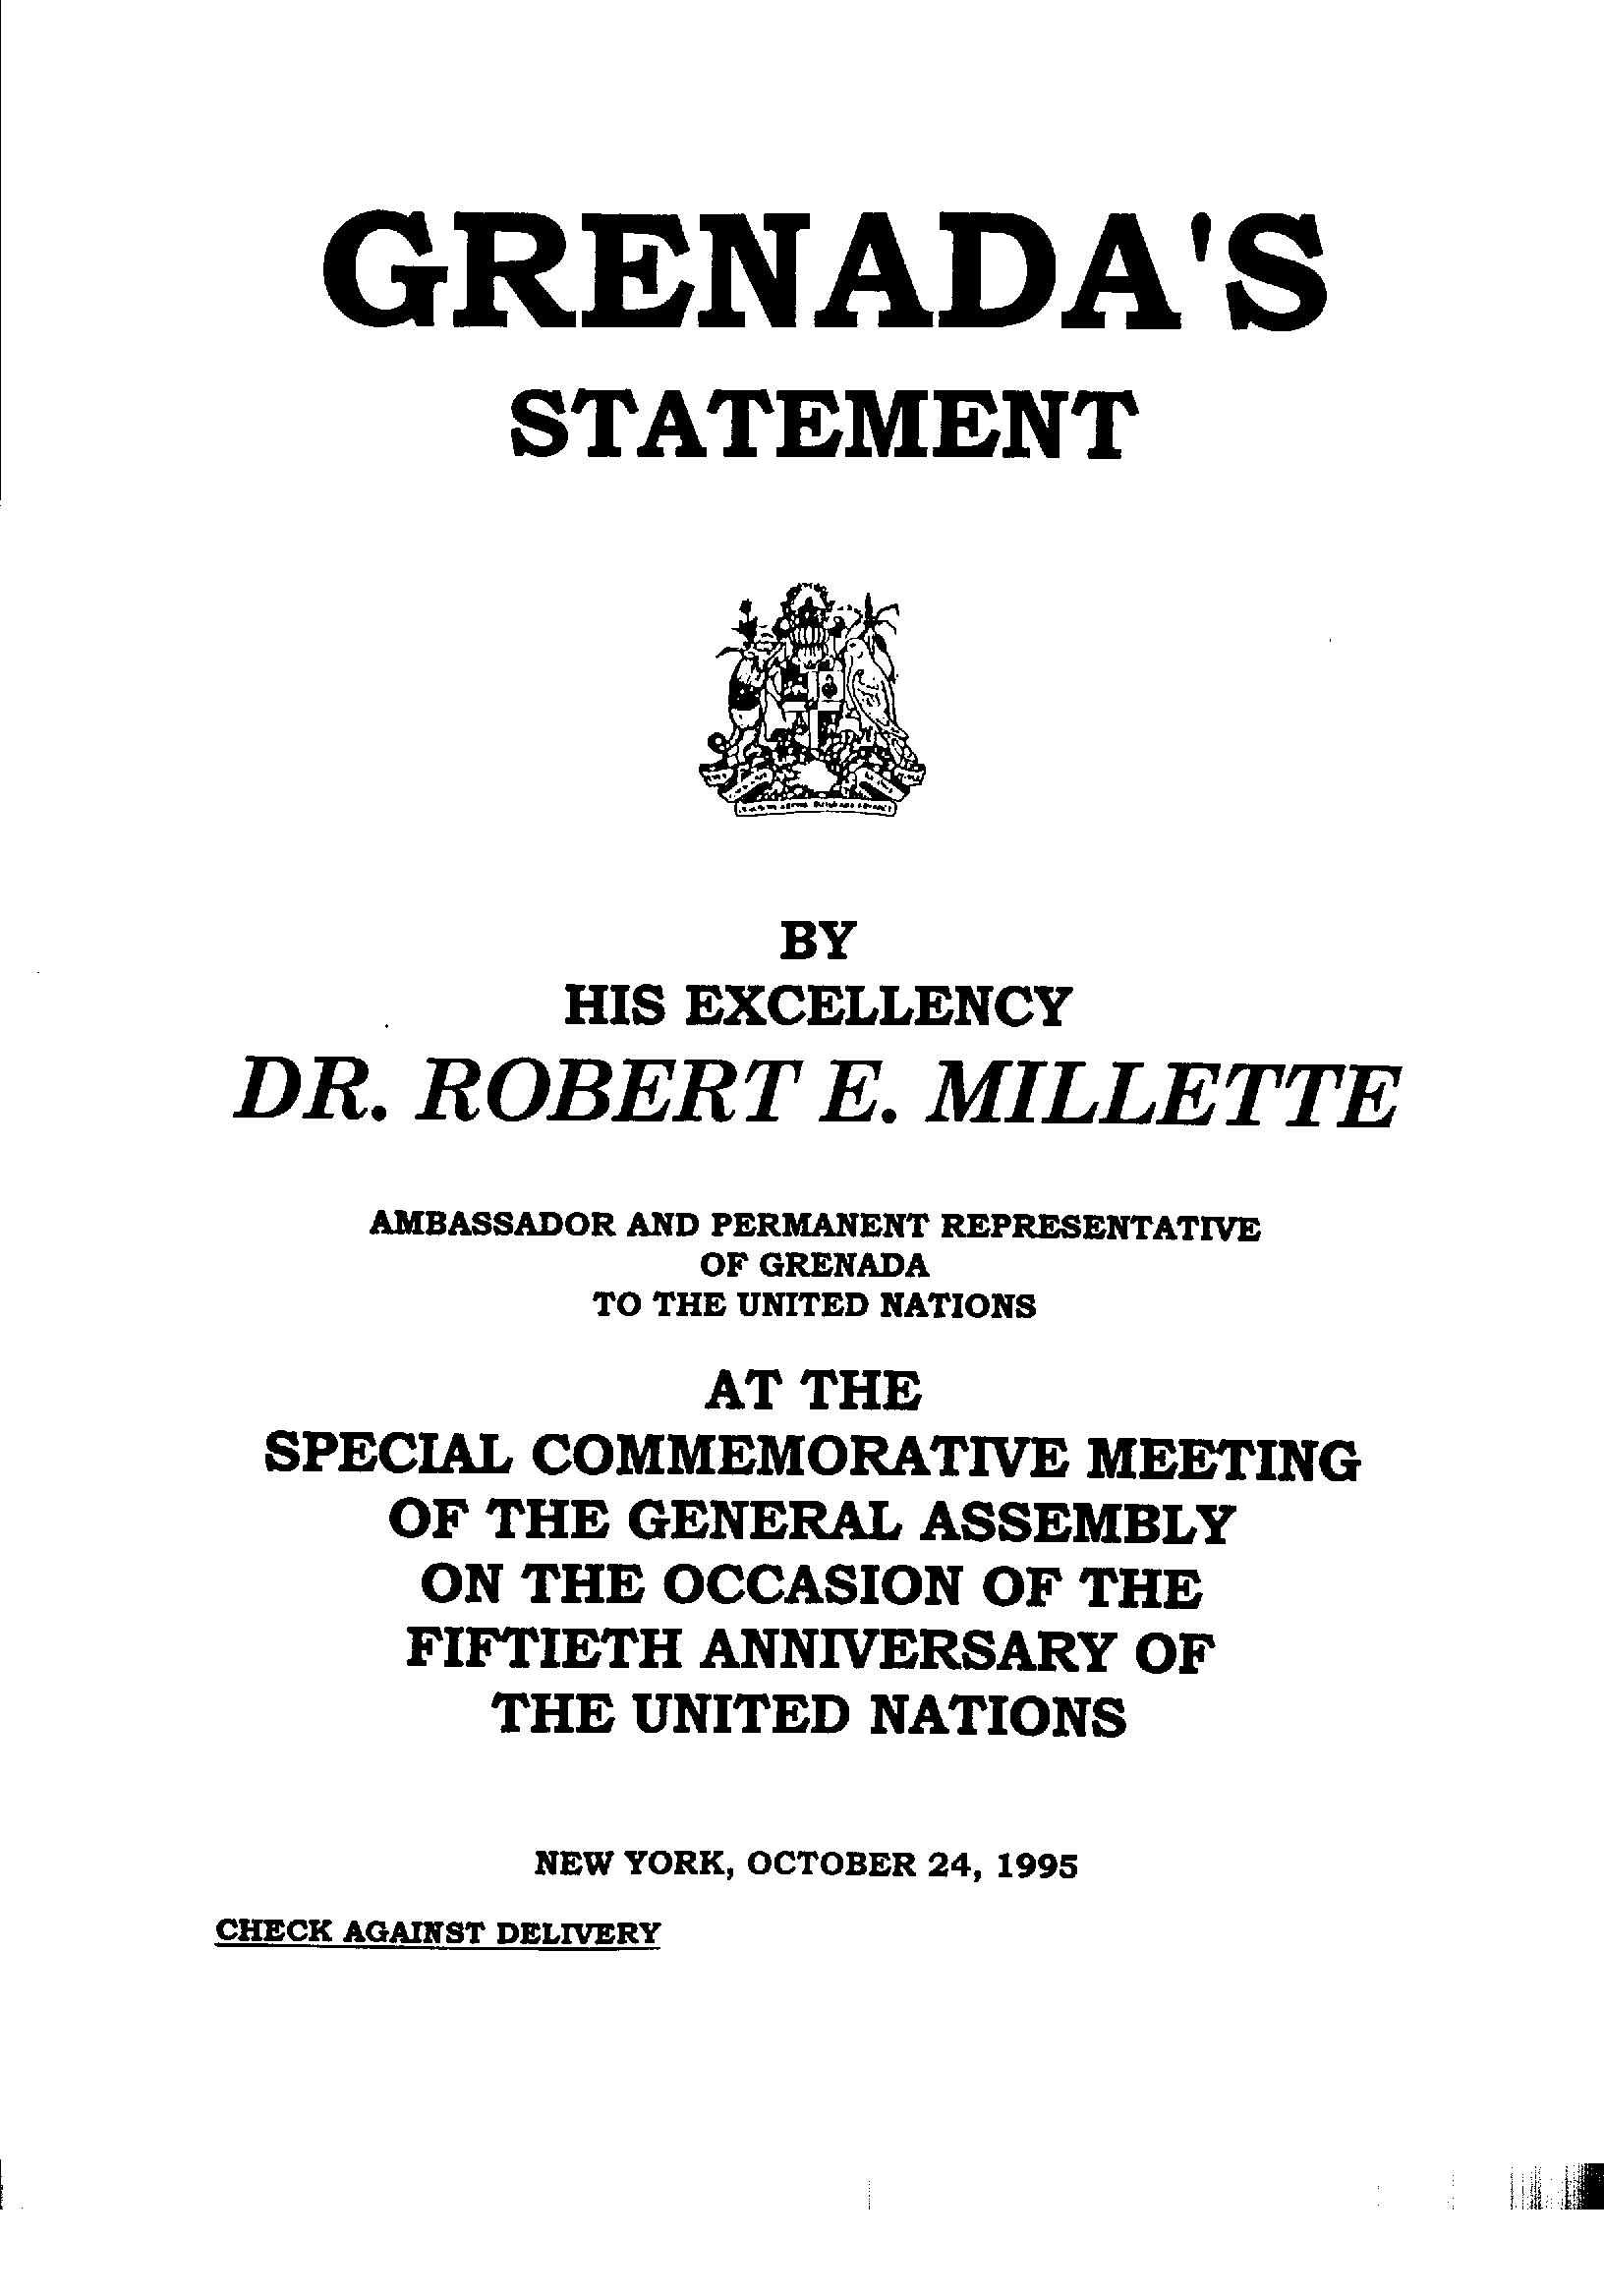 GRENADA'S
STATEMENT
BY
HIS EXCELLENCY
DR. ROBERT E. MILLETTE
AMBASSADOR AND PERMANENT REPRESENTATIVE
OF GRENADA
TO THE UNITED NATIONS
AT THE
SPECIAL COMMEMORATIVE MEETING
OF THE GENERAL ASSEMBLY
ON THE OCCASION OF THE
FIFTIETH ANNIVERSARY OF
THE UNITED NATIONS
NEW YORK, OCTOBER 24, 1995
CHECK AGAINST DELIVERY